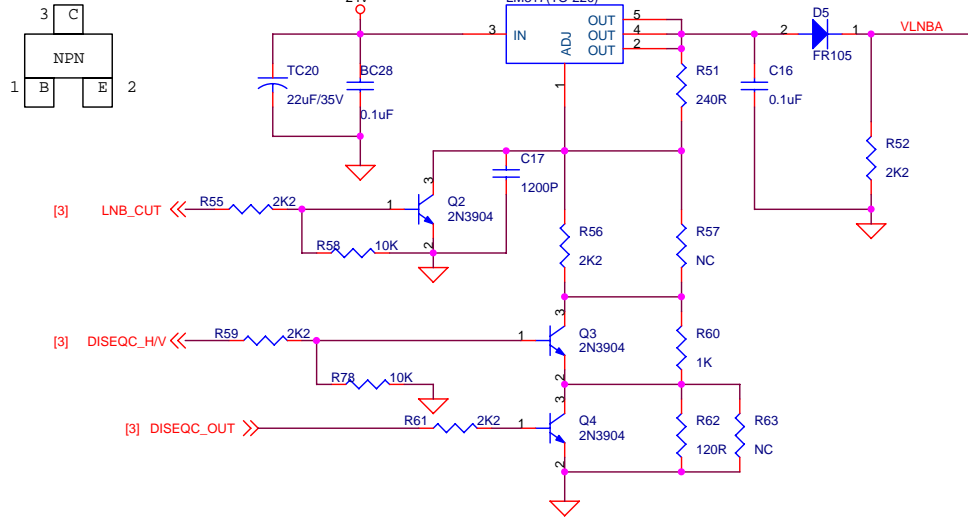 3 C
NPN
1 B E 2
TC20
22uF/35V
BC28
0.1uF
3 IN
ADJ
1
OUT 5
OUT 4
OUT 2
R51
240R
C16
0.1uF
2 D5 1
FR105
VLNBA
R52
2K2
C17
1200P
[3] LNB_CUT
R55 2K2
1
3
Q2
2N3904
2
R58 10K
R56
2K2
R57
NC
[3] DISEQC_H/V
R59 2K2
1
3
Q3
2N3904
2
R60
1K
R78 10K
[3] DISEQC_OUT
R61 2K2
1
3
Q4
2N3904
2
R62
120R
R63
NC